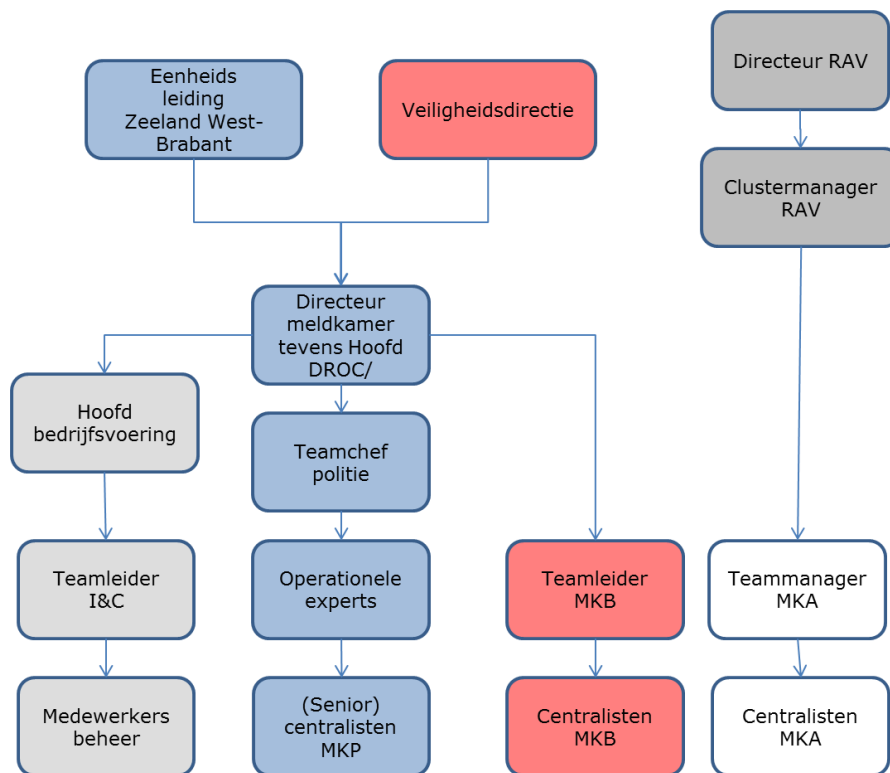 Eenheids
leiding
Zeeland West-
Brabant
Veiligheidsdirectie
Directeur RAV
Clustermanager
RAV
Directeur
meldkamer
tevens Hoofd
DROC/
Hoofd
bedrijfsvoering
Teamchef
politie
Teamleider
I&C
Operationele
experts
Teamleider
MKB
Teammanager
MKA
Medewerkers
beheer
(Senior)
centralisten
MKP
Centralisten
MKB
Centralisten
MKA